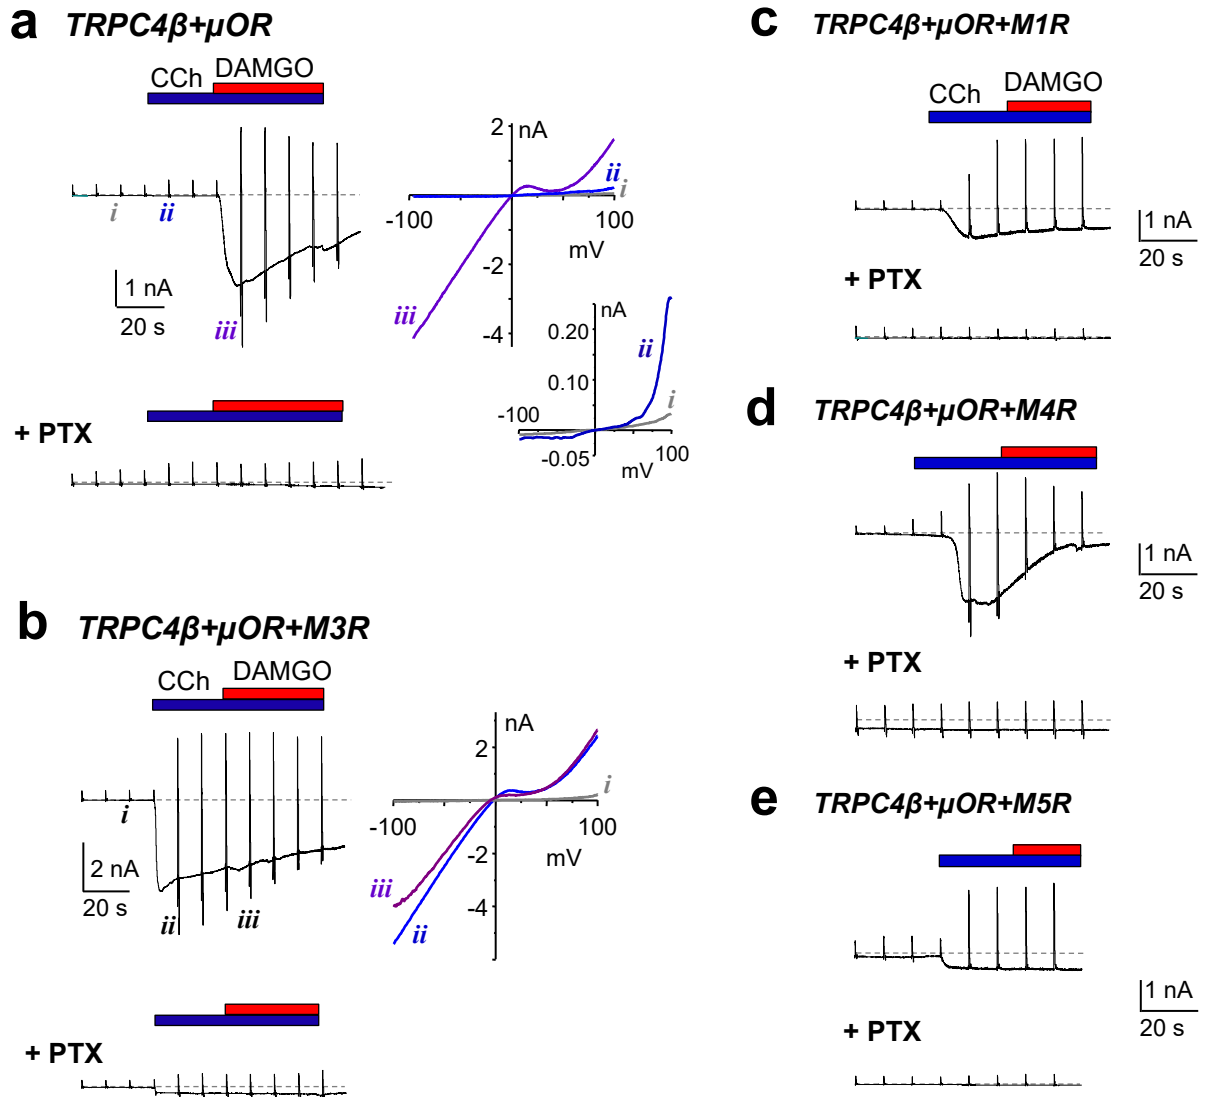 a TRPC4β+μOR
CCh DAMGO
i ii
1 nA
20 s
iii
2 nA
ii
i
-100 100
mV
-2
iii
-4
nA
0.20
ii
0.10
i
-100
-0.05 mV 100
+ PTX
b TRPC4β+μOR+M3R
CCh DAMGO
i
2 nA
20 s
ii iii
nA
2
i
-100 100
mV
-2
iii
-4
ii
+ PTX
c TRPC4β+μOR+M1R
CCh DAMGO
1 nA
20 s
+ PTX
d TRPC4β+μOR+M4R
1 nA
20 s
+ PTX
e TRPC4β+μOR+M5R
1 nA
20 s
+ PTX